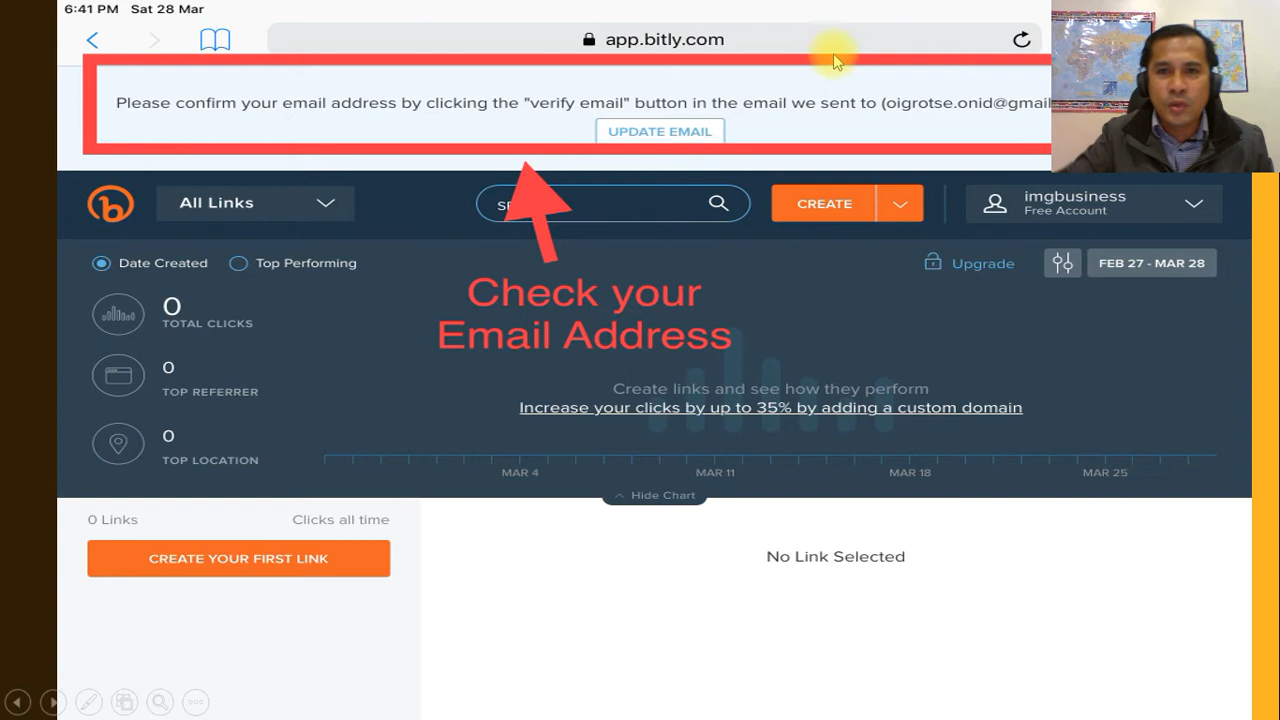 6:41 PM Sat 28 Mar
app.bitly.com
Please confirm your email address by clicking the "verify email" button in the email we sent to (oigrotse.onid@gmail
UPDATE EMAIL
All Links
CREATE
imgbusiness
Free Account
Date Created
Top Performing
Upgrade
FEB 27 - MAR 28
0
TOTAL CLICKS
Check your
Email Address
0
TOP REFERRER
Create links and see how they perform
Increase your clicks by up to 35% by adding a custom domain
0
TOP LOCATION
MAR 4
MAR 11
MAR 18
MAR 25
Hide Chart
0 Links
Clicks all time
CREATE YOUR FIRST LINK
No Link Selected